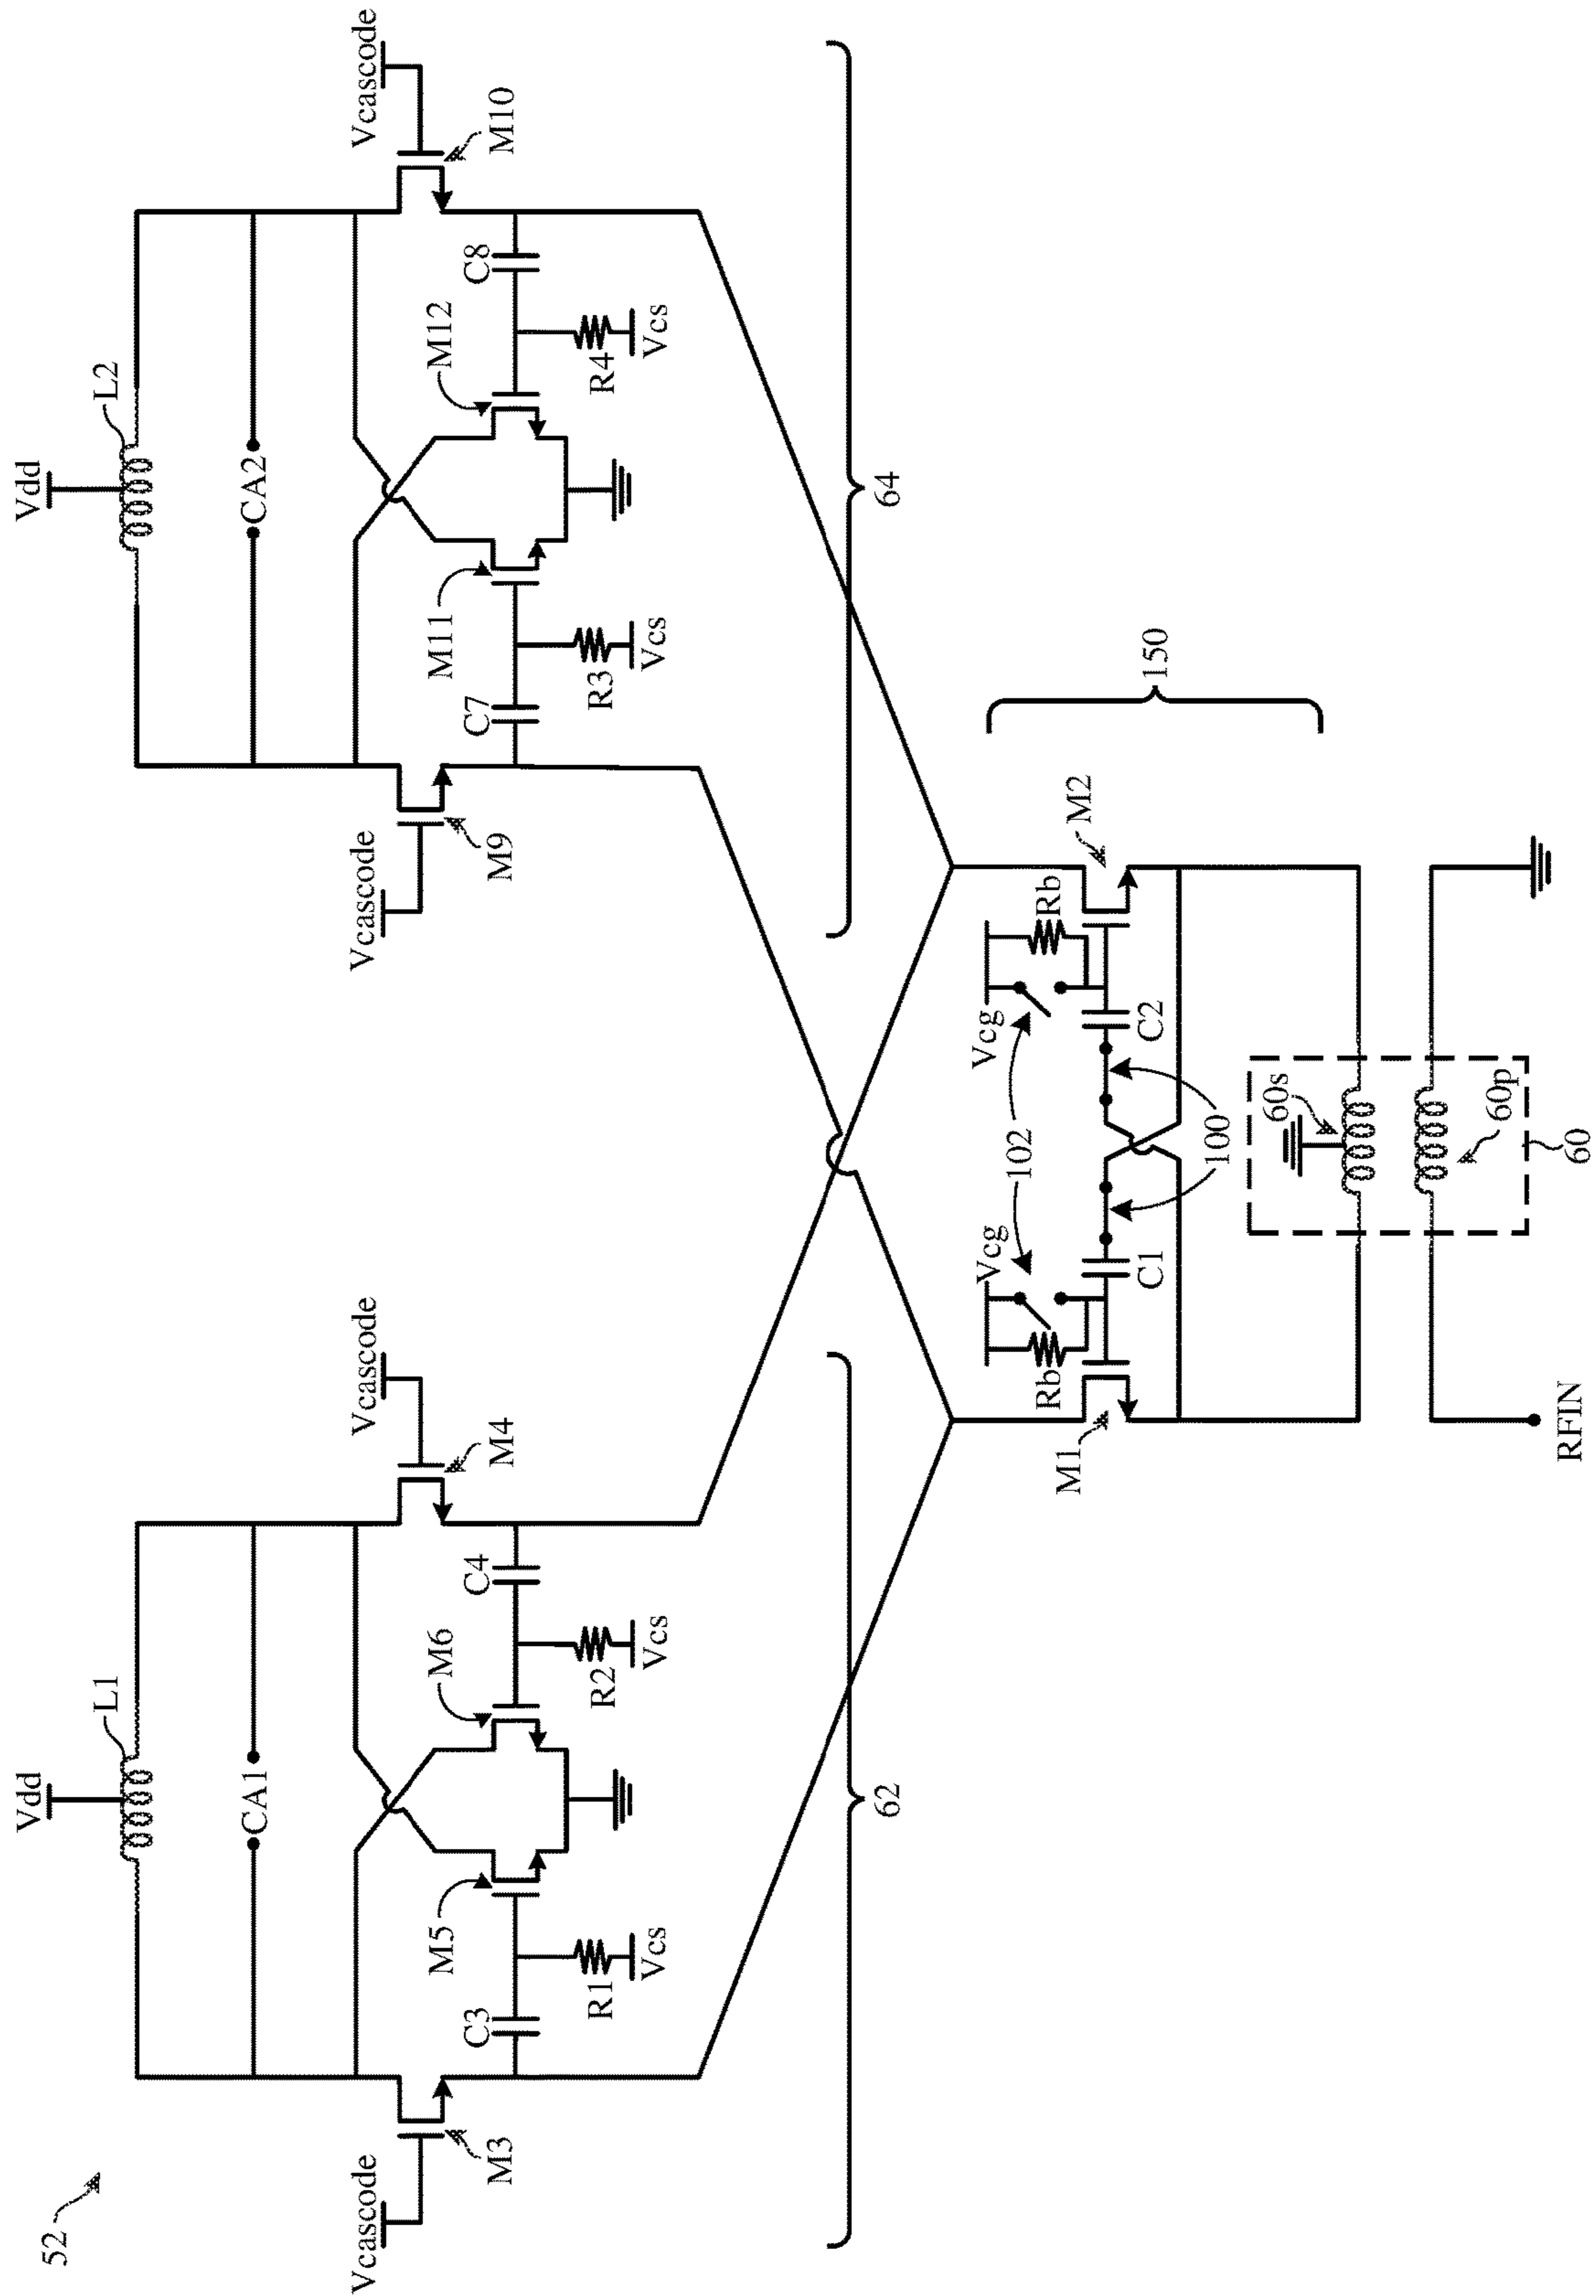 52
Vdd
Vdd
L1
L2
CA1
CA2
Vcascode
Vcascode
Vcascode
Vcascode
M3
M5
M6
M4
M9
M11
M12
M10
C3
C4
C7
C8
R1
R2
R3
R4
Vcs
Vcs
Vcs
Vcs
62
64
Vcg
Vcg
102
Rb
Rb
M1
M2
C1
C2
100
150
60s
60p
60
RFIN